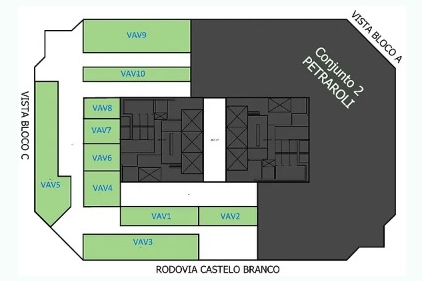 VISTA BLOCO A
VAV9
Conjunto 2
PETRAROLI
VAV10
VISTA BLOCO C
VAV8
VAV7
VAV6
VAV5
VAV4
VAV1
VAV2
VAV3
RODOVIA CASTELO BRANCO